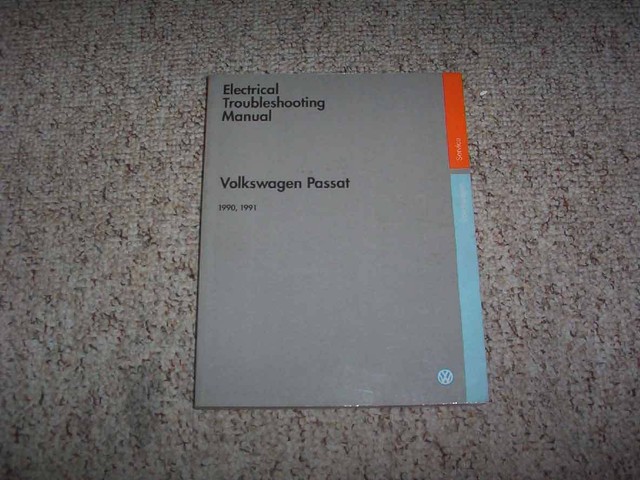 Electrical
Troubleshooting
Manual
Volkswagen Passat
1990, 1991
Service